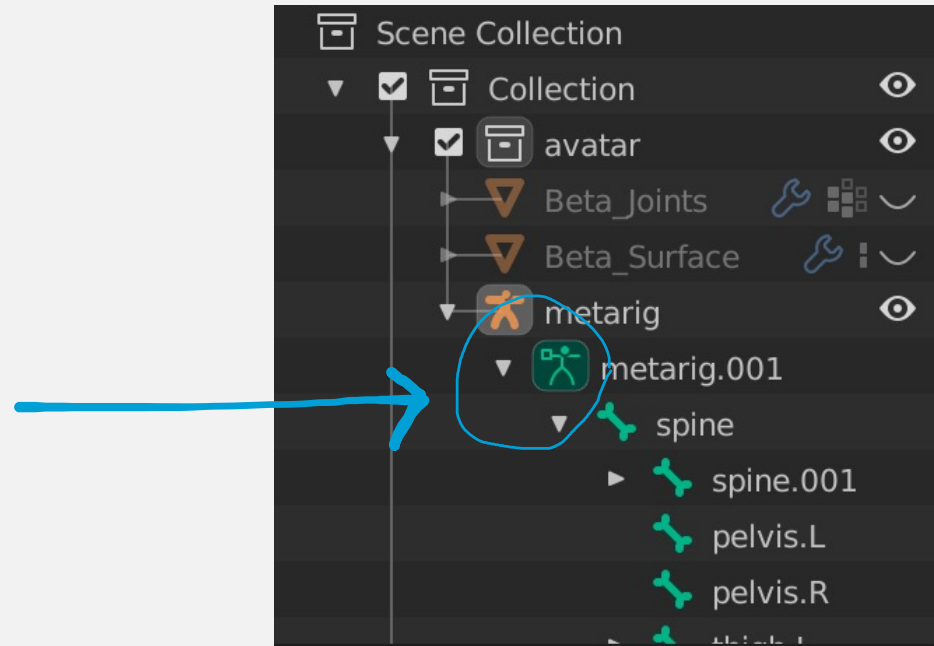 Scene Collection
Collection
avatar
Beta_Joints
Beta_Surface
metarig
metarig.001
spine
spine.001
pelvis.L
pelvis.R